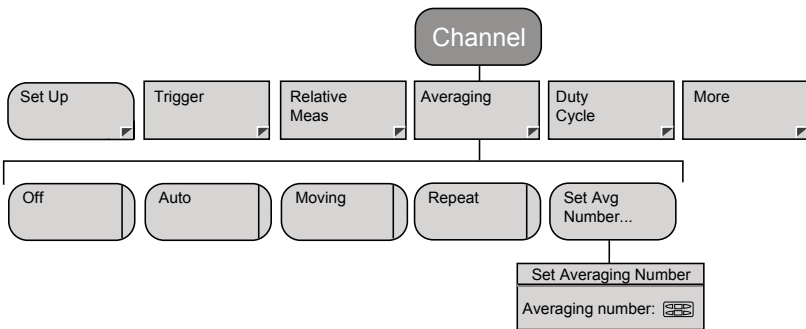 Channel
Set Up
Trigger
Relative
Meas
Averaging
Duty
Cycle
More
Off
Auto
Moving
Repeat
Set Avg
Number...
Set Averaging Number
Averaging number: